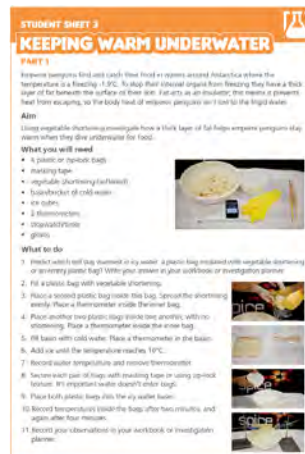 STUDENT SHEET 3
KEEPING WARM UNDERWATER
PART 1
Emperor penguins find and catch their food in waters around Antarctica where the
temperature is a freezing -1.9°C. To stop their internal organs from freezing they have a thick
layer of fat beneath the surface of their skin. Fat acts as an insulator, this means it prevents
heat from escaping, so the body heat of emperor penguins isn't lost to the frigid water.
Aim
Using vegetable shortening investigate how a thick layer of fat helps emperor penguins stay
warm when they dive underwater for food.
What you will need
• 4 plastic or zip-lock bags
• masking tape
• vegetable shortening (softened)
• basin/bucket of cold water
• ice cubes
• 3 thermometers
• stopwatch/timer
• gloves
What to do
1. Predict which will stay warmest in icy water: a plastic bag insulated with vegetable shortening
or an empty plastic bag? Write your answer in your workbook or investigation planner.
2. Fill a plastic bag with vegetable shortening.
3. Place a second plastic bag inside this bag. Spread the shortening
evenly. Place a thermometer inside the inner bag.
4. Place another two plastic bags inside one another, with no
shortening. Place a thermometer inside the inner bag.
5. Fill basin with cold water. Place a thermometer in the basin.
6. Add ice until the temperature reaches 10°C.
7. Record water temperature and remove thermometer.
8. Secure each pair of bags with masking tape or using zip-lock
texture. It's important water doesn't enter bags.
9. Place both plastic bags into the icy water basin.
10. Record temperatures inside the bags after two minutes, and
again after four minutes.
11. Record your observations in your workbook or investigation
planner.
spice
spice
spice